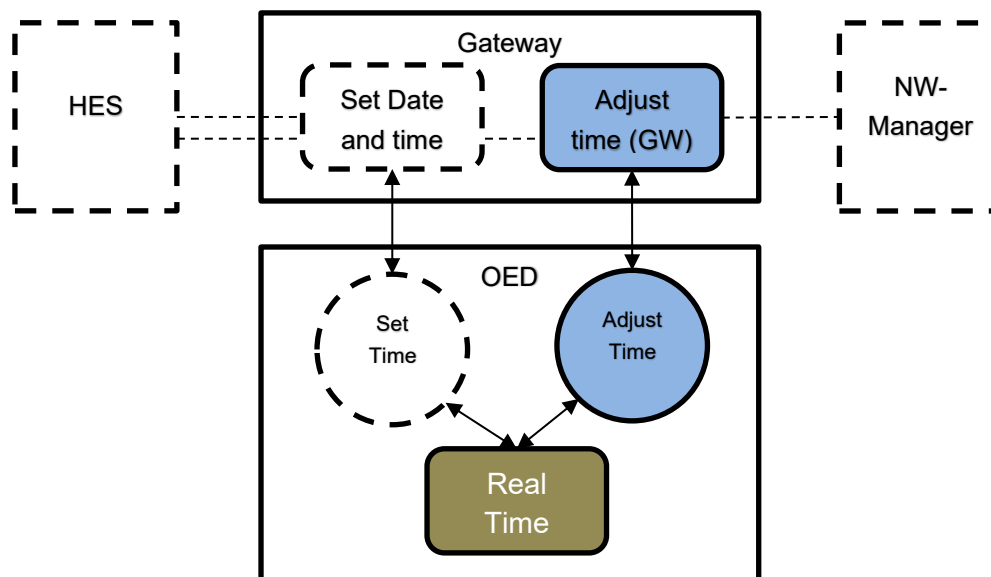 Gateway
HES
Set Date
and time
Adjust
time (GW)
NW-
Manager
OED
Set
Time
Adjust
Time
Real
Time